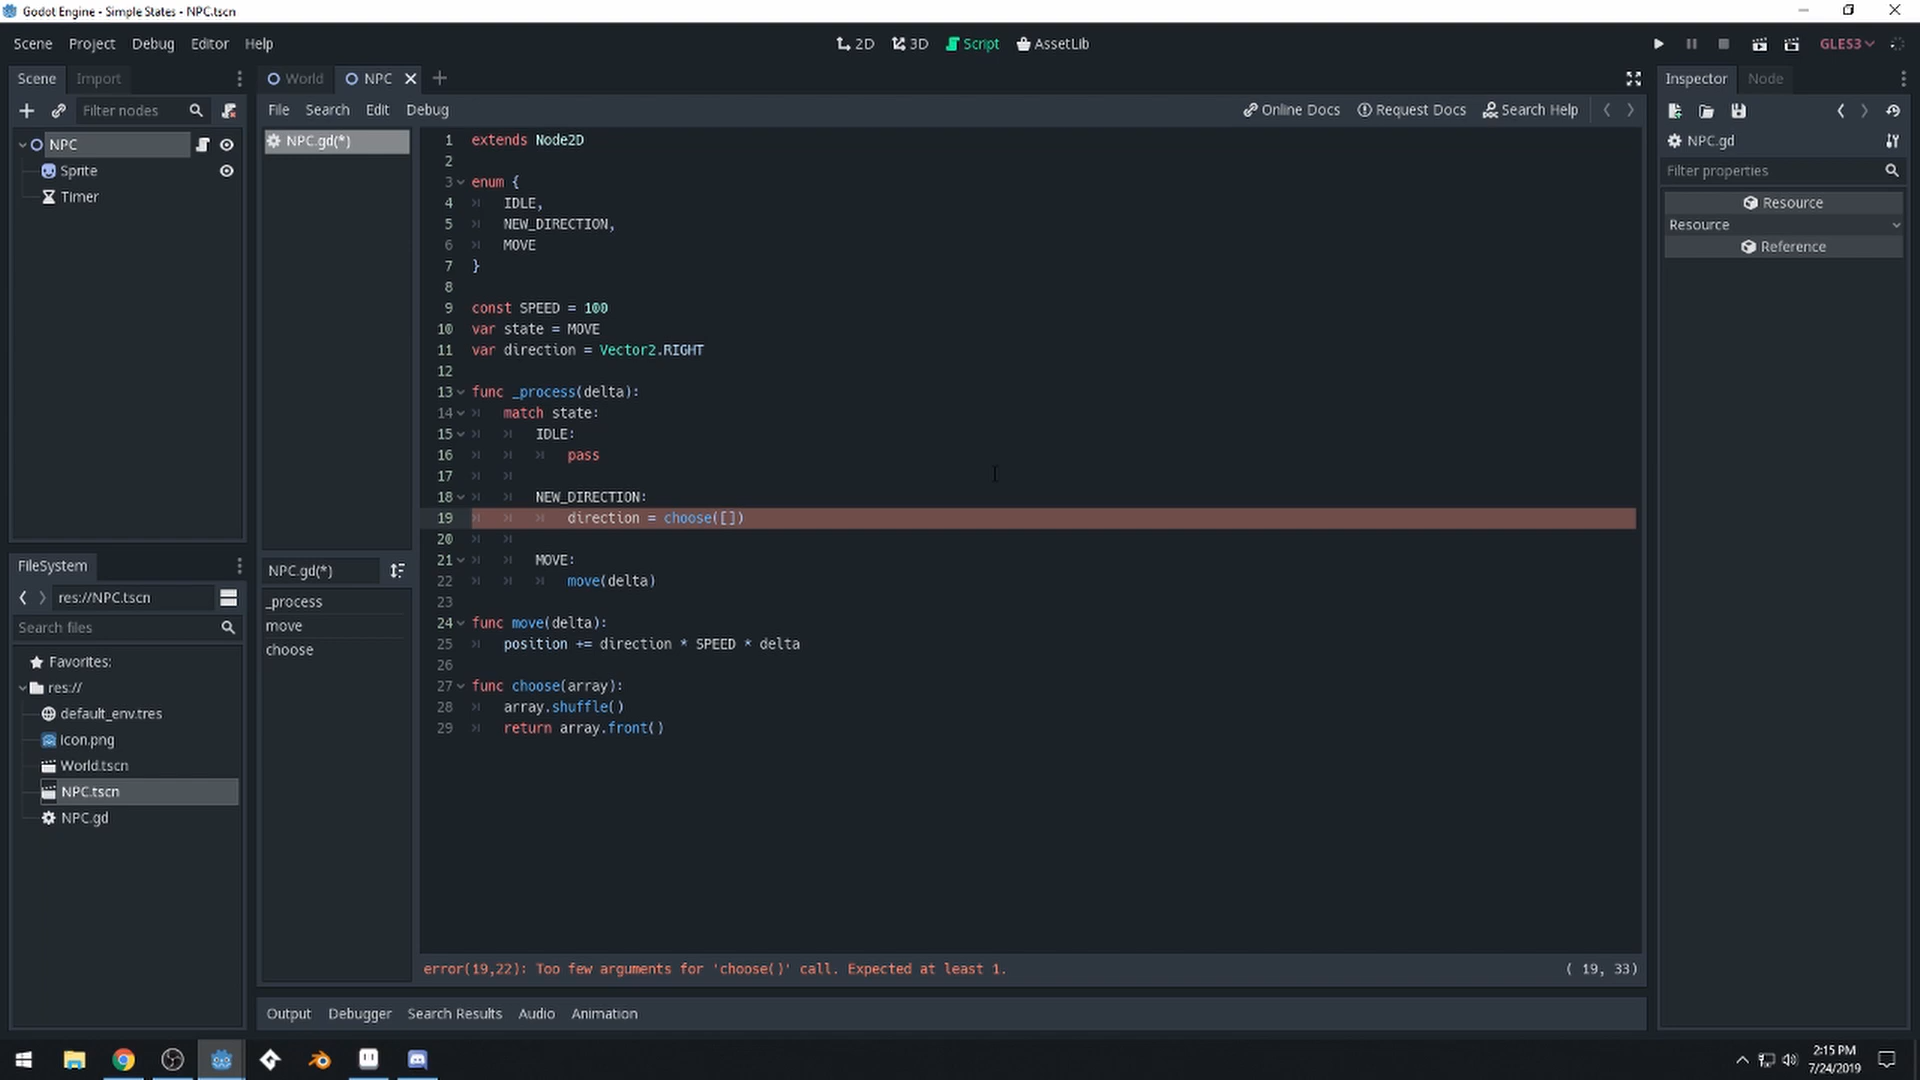 Godot Engine - Simple States - NPC.tscn
Scene Project Debug Editor Help
2D 3D Script AssetLib
GLES3
Scene Import
World NPC
Inspector Node
Filter nodes
File Search Edit Debug
Online Docs Request Docs Search Help
NPC
Sprite
Timer
NPC.gd(*)
NPC.gd
Filter properties
Resource
Resource
Reference
1 extends Node2D
2
3 enum {
4 IDLE,
5 NEW_DIRECTION,
6 MOVE
7 }
8
9 const SPEED = 100
10 var state = MOVE
11 var direction = Vector2.RIGHT
12
13 func _process(delta):
14 match state:
15 IDLE:
16 pass
17
18 NEW_DIRECTION:
19 direction = choose([])
20
21 MOVE:
22 move(delta)
23
24 func move(delta):
25 position += direction * SPEED * delta
26
27 func choose(array):
28 array.shuffle()
29 return array.front()
NPC.gd(*)
_process
move
choose
FileSystem
res://NPC.tscn
Search files
Favorites:
res://
default_env.tres
icon.png
World.tscn
NPC.tscn
NPC.gd
error(19,22): Too few arguments for 'choose()' call. Expected at least 1.
( 19, 33)
Output Debugger Search Results Audio Animation
2:15 PM
7/24/2019